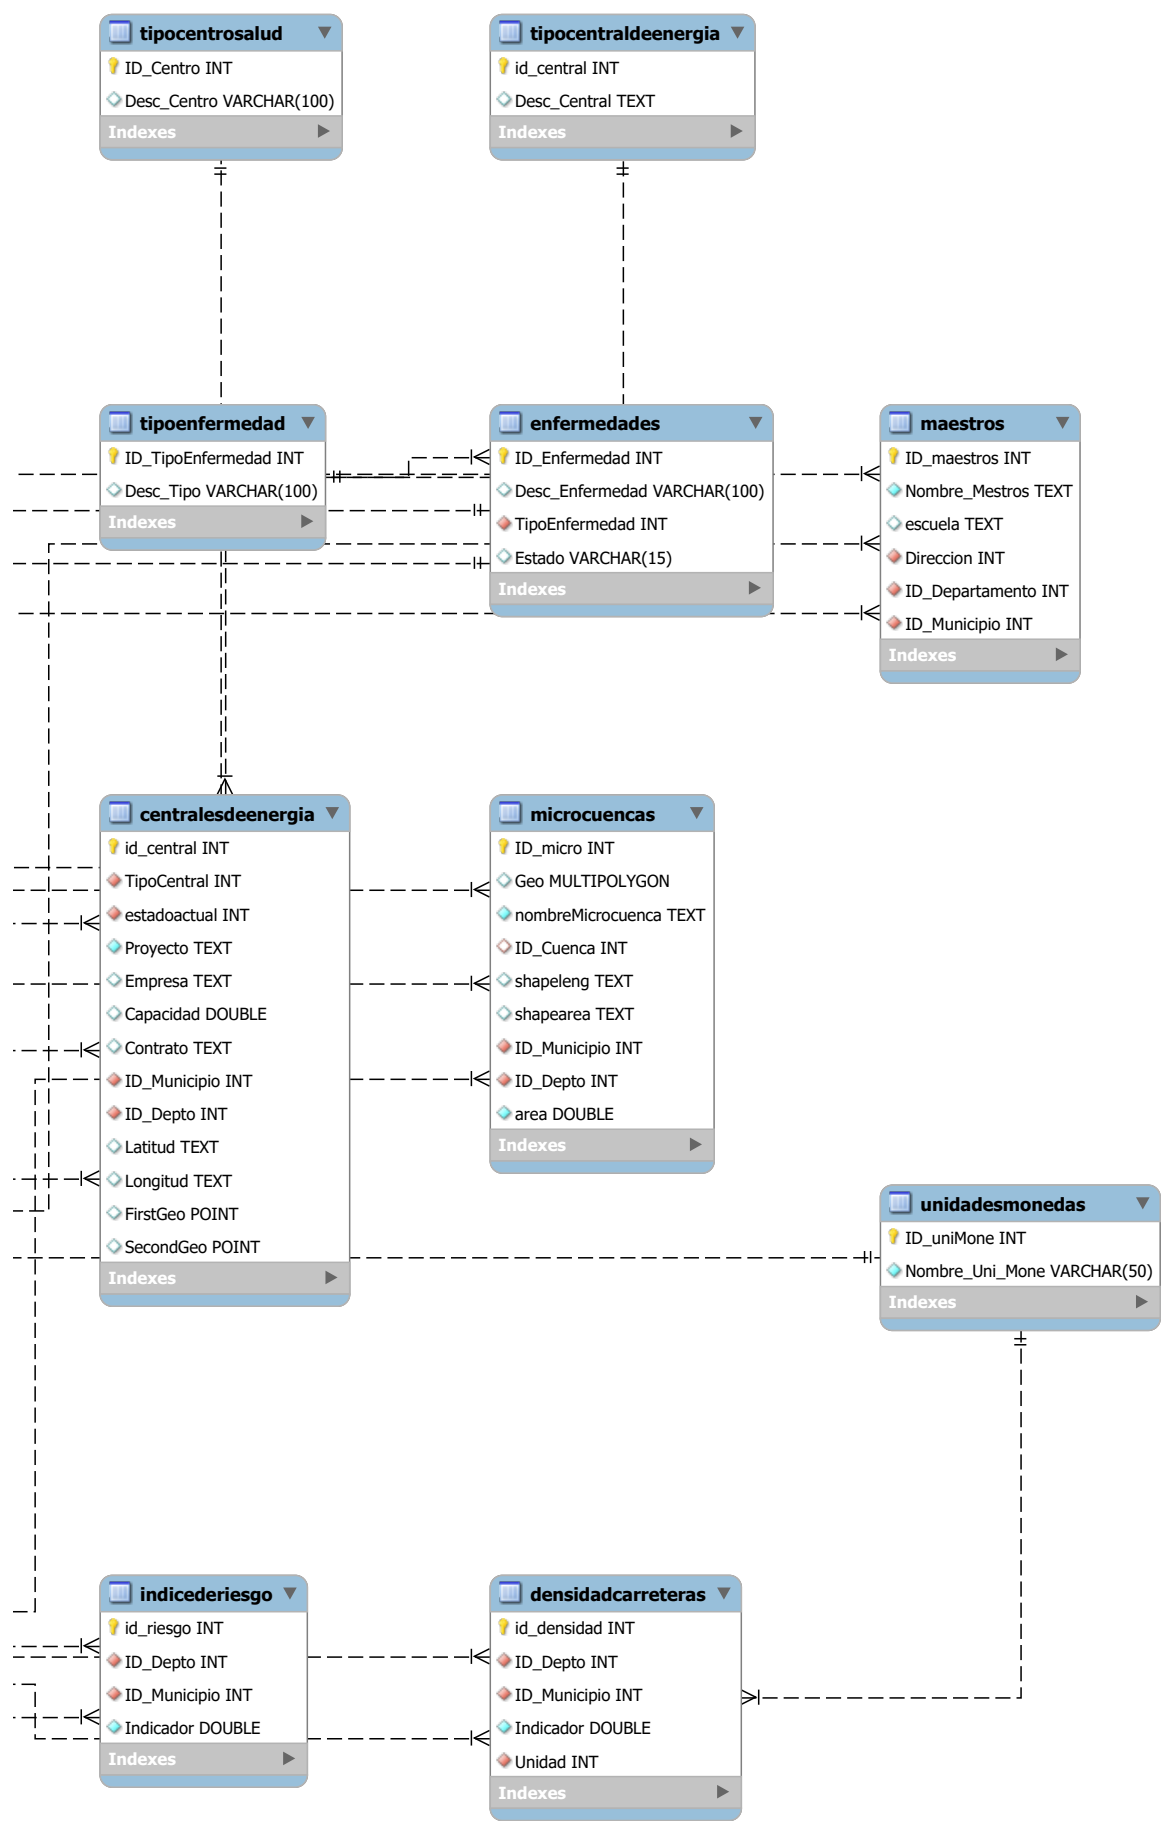 tipocentrosalud
ID_Centro INT
Desc_Centro VARCHAR(100)
Indexes
tipocentraldeenergia
id_central INT
Desc_Central TEXT
Indexes
tipoenfermedad
ID_TipoEnfermedad INT
Desc_Tipo VARCHAR(100)
Indexes
enfermedades
ID_Enfermedad INT
Desc_Enfermedad VARCHAR(100)
TipoEnfermedad INT
Estado VARCHAR(15)
Indexes
maestros
ID_maestros INT
Nombre_Mestros TEXT
escuela TEXT
Direccion INT
ID_Departamento INT
ID_Municipio INT
Indexes
centralesdeenergia
id_central INT
TipoCentral INT
estadoactual INT
Proyecto TEXT
Empresa TEXT
Capacidad DOUBLE
Contrato TEXT
ID_Municipio INT
ID_Depto INT
Latitud TEXT
Longitud TEXT
FirstGeo POINT
SecondGeo POINT
Indexes
microcuencas
ID_micro INT
Geo MULTIPOLYGON
nombreMicrocuenca TEXT
ID_Cuenca INT
shapeleng TEXT
shapearea TEXT
ID_Municipio INT
ID_Depto INT
area DOUBLE
Indexes
unidadesmonedas
ID_uniMone INT
Nombre_Uni_Mone VARCHAR(50)
Indexes
indicederiesgo
id_riesgo INT
ID_Depto INT
ID_Municipio INT
Indicador DOUBLE
Indexes
densidadcarreteras
id_densidad INT
ID_Depto INT
ID_Municipio INT
Indicador DOUBLE
Unidad INT
Indexes